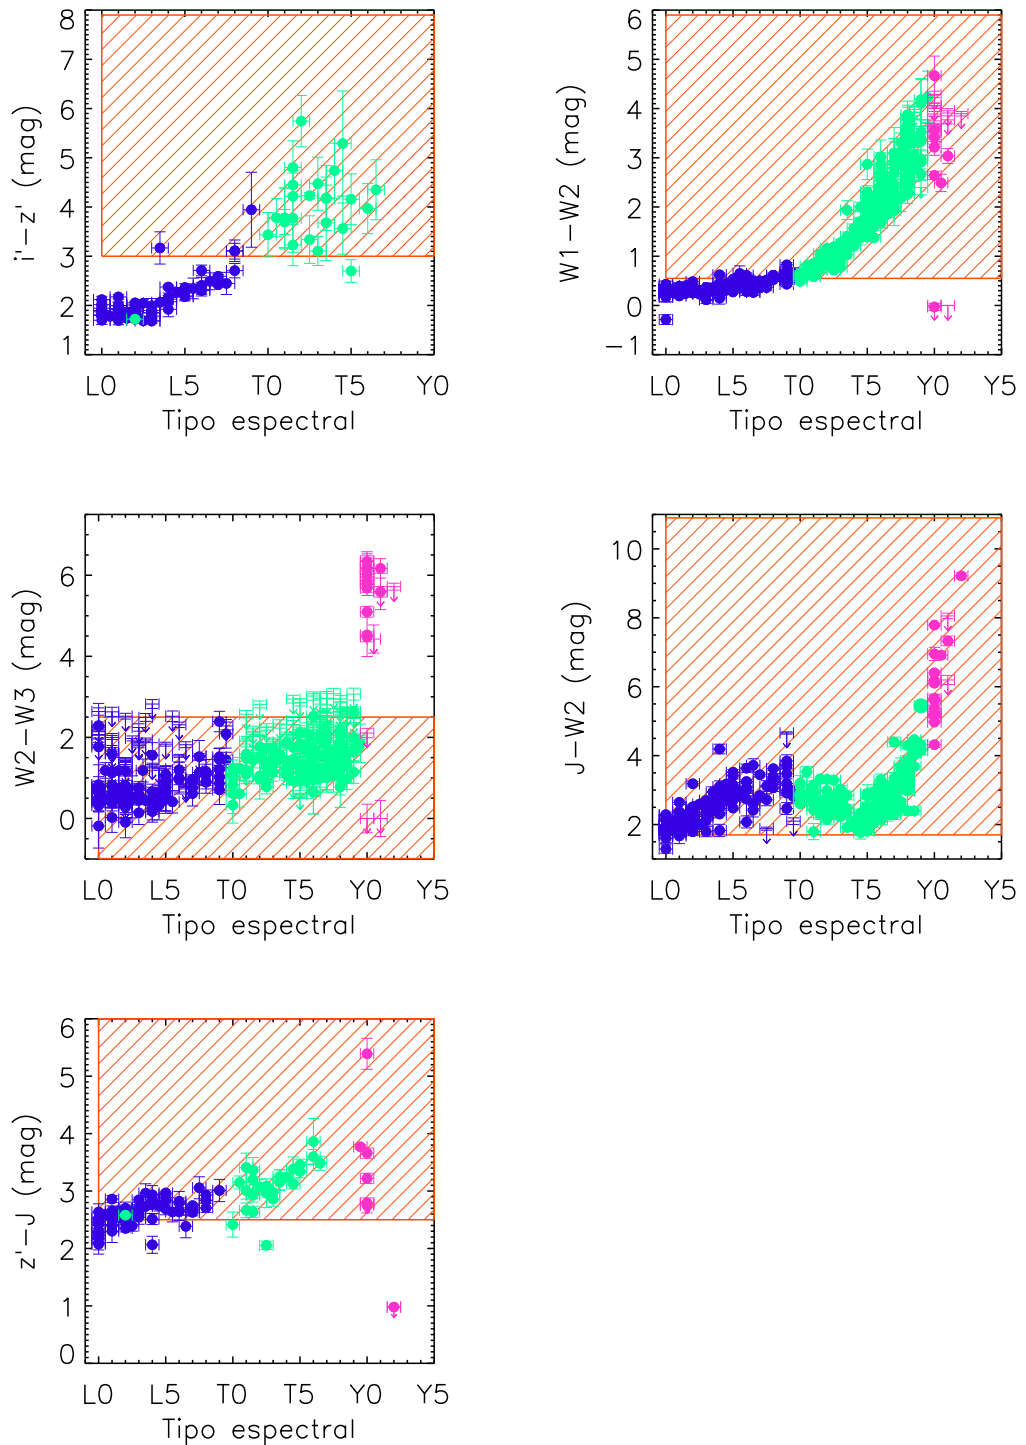 8
7
6
5
4
3
2
1
i'−z' (mag)
L0 L5 T0 T5 Y0
Tipo espectral
6
5
4
3
2
1
0
−1
W1−W2 (mag)
L0 L5 T0 T5 Y0 Y5
Tipo espectral
6
4
2
0
W2−W3 (mag)
L0 L5 T0 T5 Y0 Y5
Tipo espectral
10
8
6
4
2
J−W2 (mag)
L0 L5 T0 T5 Y0 Y5
Tipo espectral
6
5
4
3
2
1
0
z'−J (mag)
L0 L5 T0 T5 Y0 Y5
Tipo espectral